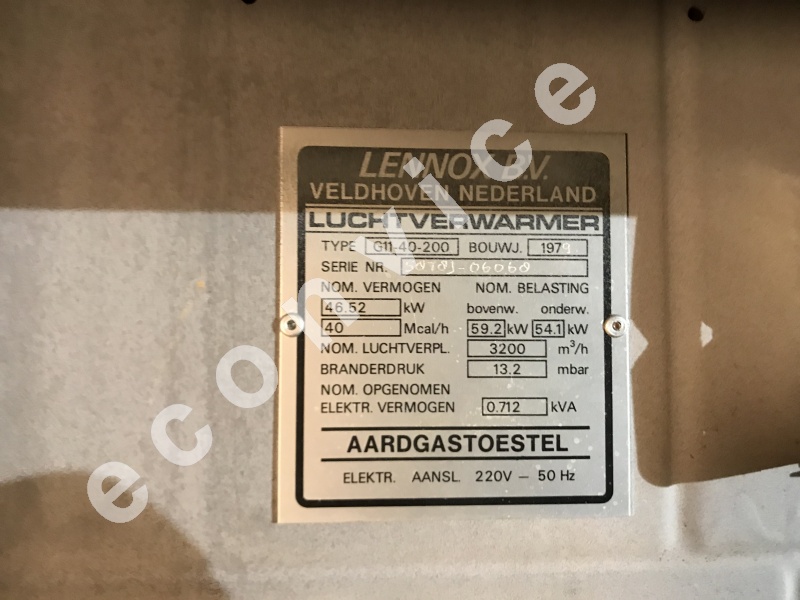 LENNOX B.V.
VELDHOVEN NEDERLAND
LUCHTVERWARMER
TYPE G11-40-200 BOUWJ. 1979
SERIE NR.
NOM. VERMOGEN NOM. BELASTING
46.52 kW bovenw. onderw.
40 Mcal/h 59.2 kW 54.1 kW
NOM. LUCHTVERPL. 3200 m³/h
BRANDERDRUK 13.2 mbar
NOM. OPGENOMEN
ELEKTR. VERMOGEN 0.712 kVA
AARDGASTOESTEL
ELEKTR. AANSL. 220V – 50 Hz
econvice